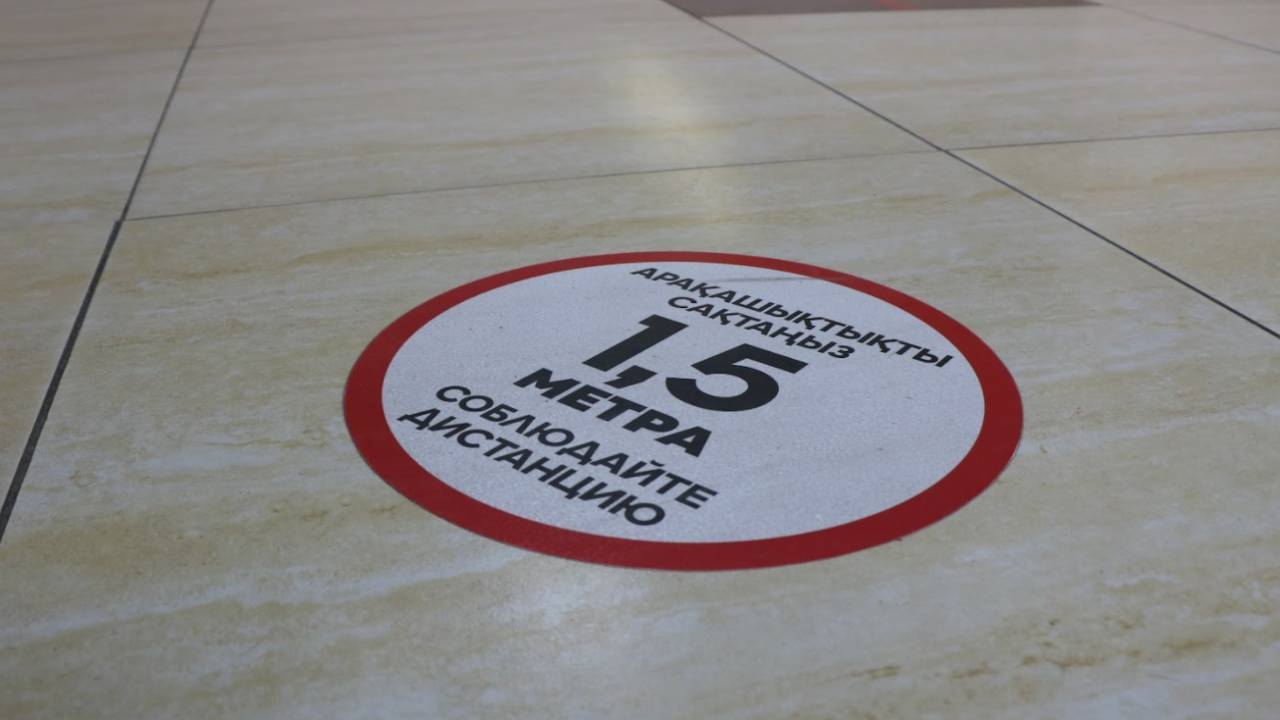 АРАҚАШЫҚТЫҚТЫ
САҚТАҢЫЗ
1,5
МЕТРА
СОБЛЮДАЙТЕ
ДИСТАНЦИЮ